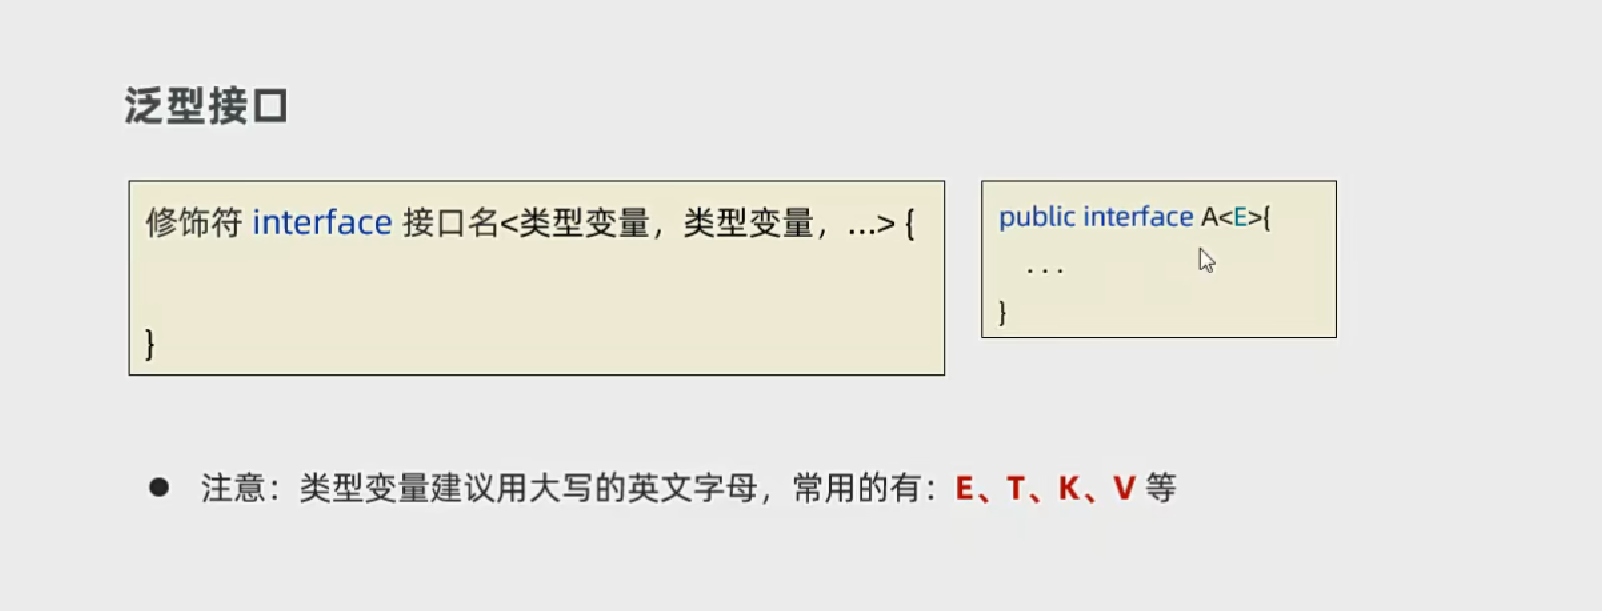 泛型接口
修饰符 interface 接口名<类型变量，类型变量，...> {
}
public interface A<E>{
...
}
● 注意：类型变量建议用大写的英文字母，常用的有：E、T、K、V 等